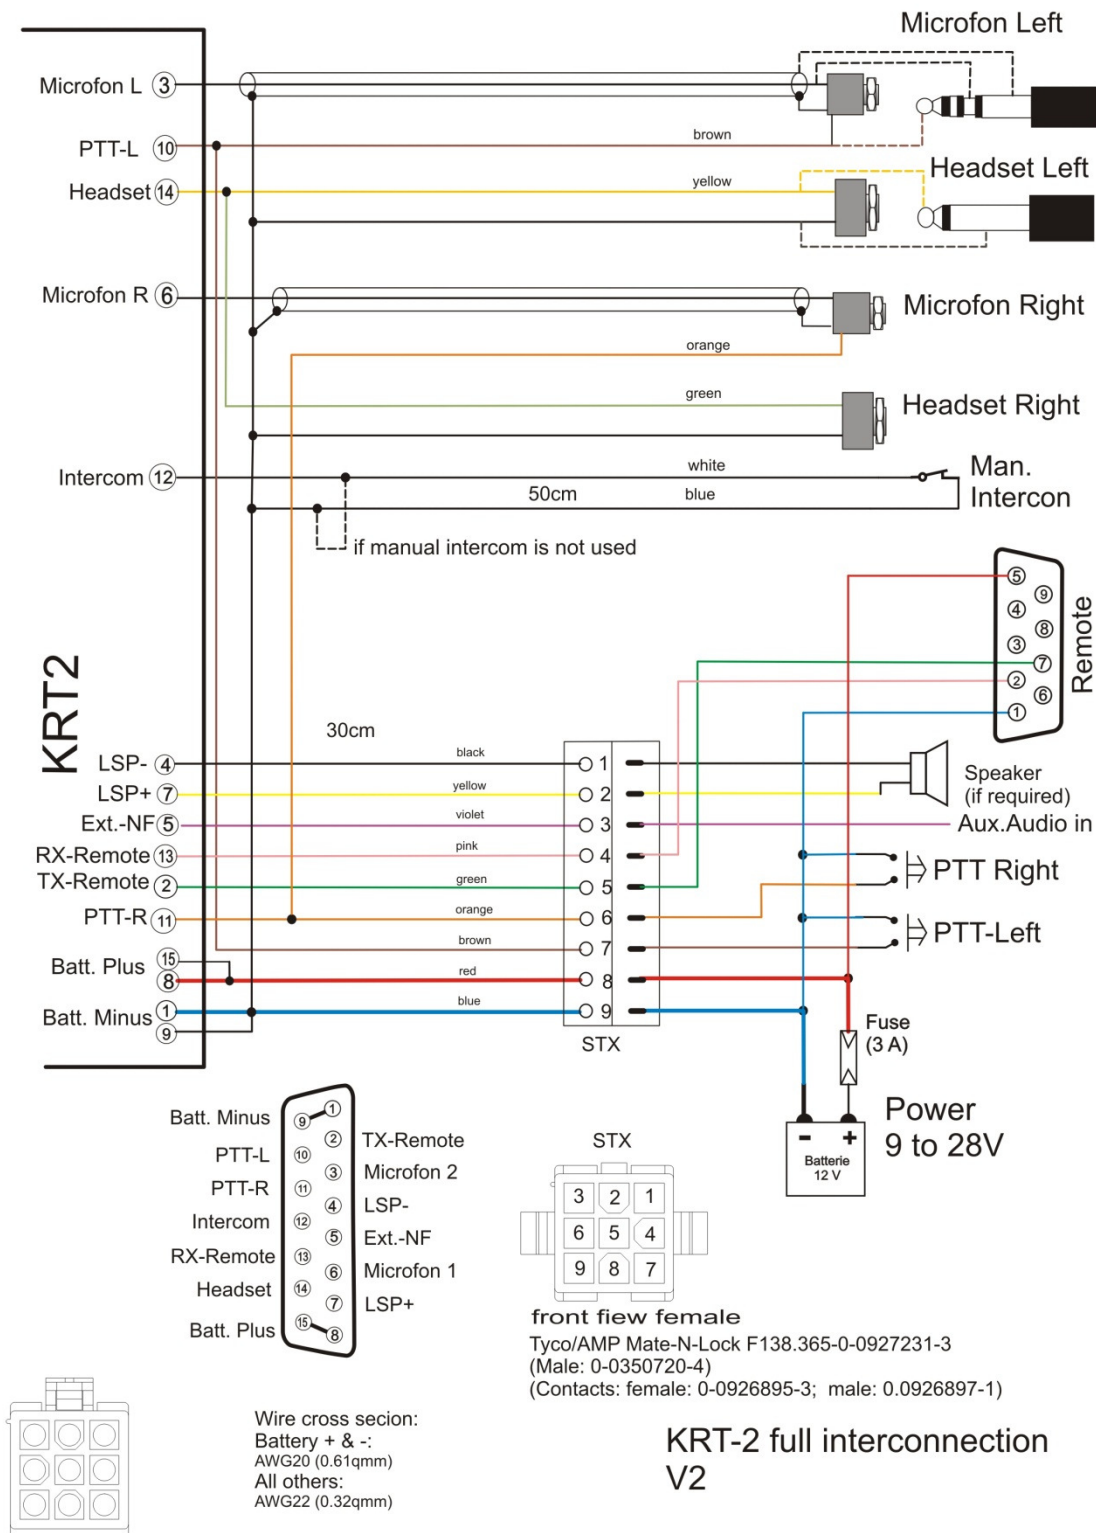 Microfon Left
Microfon L 3
PTT-L 10
brown
Headset 14
yellow
Headset Left
Microfon R 6
Microfon Right
orange
green
Headset Right
Intercom 12
white
Man.
Intercon
50cm
blue
if manual intercom is not used
KRT2
30cm
5
9
4
8
3
7
2
6
1
Remote
LSP- 4
black
1
Speaker
(if required)
LSP+ 7
yellow
2
Ext.-NF 5
violet
3
Aux.Audio in
RX-Remote 13
pink
4
PTT Right
TX-Remote 2
green
5
PTT-R 11
orange
6
brown
7
PTT-Left
Batt. Plus 15
8
red
8
Batt. Minus 1
9
blue
9
STX
Fuse
(3 A)
Power
9 to 28V
- +
Batterie
12 V
Batt. Minus 9 1
2 TX-Remote
PTT-L 10
3 Microfon 2
PTT-R 11
4 LSP-
Intercom 12
5 Ext.-NF
RX-Remote 13
6 Microfon 1
Headset 14
7 LSP+
Batt. Plus 15 8
STX
3 2 1
6 5 4
9 8 7
front fiew female
Tyco/AMP Mate-N-Lock F138.365-0-0927231-3
(Male: 0-0350720-4)
(Contacts: female: 0-0926895-3; male: 0.0926897-1)
Wire cross secion:
Battery + & -:
AWG20 (0.61qmm)
All others:
AWG22 (0.32qmm)
KRT-2 full interconnection
V2